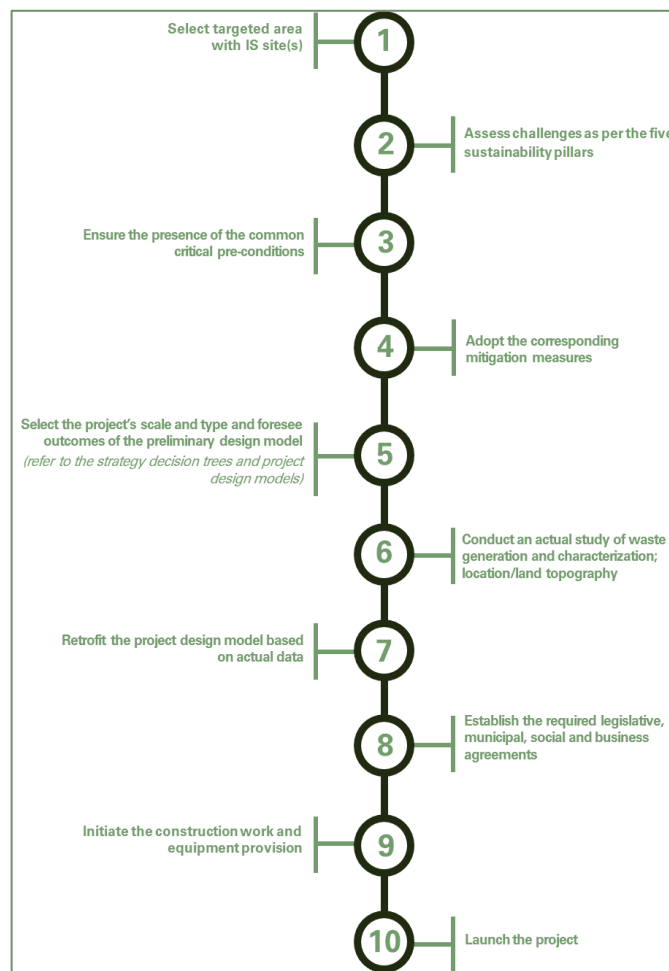 Select targeted area
with IS site(s)
1
2
Assess challenges as per the five
sustainability pillars
Ensure the presence of the common
critical pre-conditions
3
4
Adopt the corresponding
mitigation measures
Select the project's scale and type and foresee
outcomes of the preliminary design model
(refer to the strategy decision trees and project
design models)
5
6
Conduct an actual study of waste
generation and characterization;
location/land topography
Retrofit the project design model based
on actual data
7
8
Establish the required legislative,
municipal, social and business
agreements
Initiate the construction work and
equipment provision
9
10
Launch the project